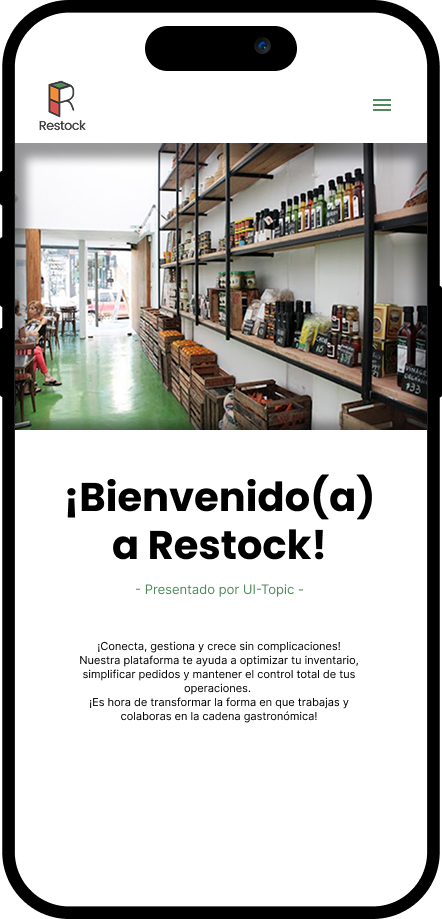 Restock
¡Bienvenido(a)
a Restock!
- Presentado por UI-Topic -
¡Conecta, gestiona y crece sin complicaciones!
Nuestra plataforma te ayuda a optimizar tu inventario,
simplificar pedidos y mantener el control total de tus
operaciones.
¡Es hora de transformar la forma en que trabajas y
colaboras en la cadena gastronómica!